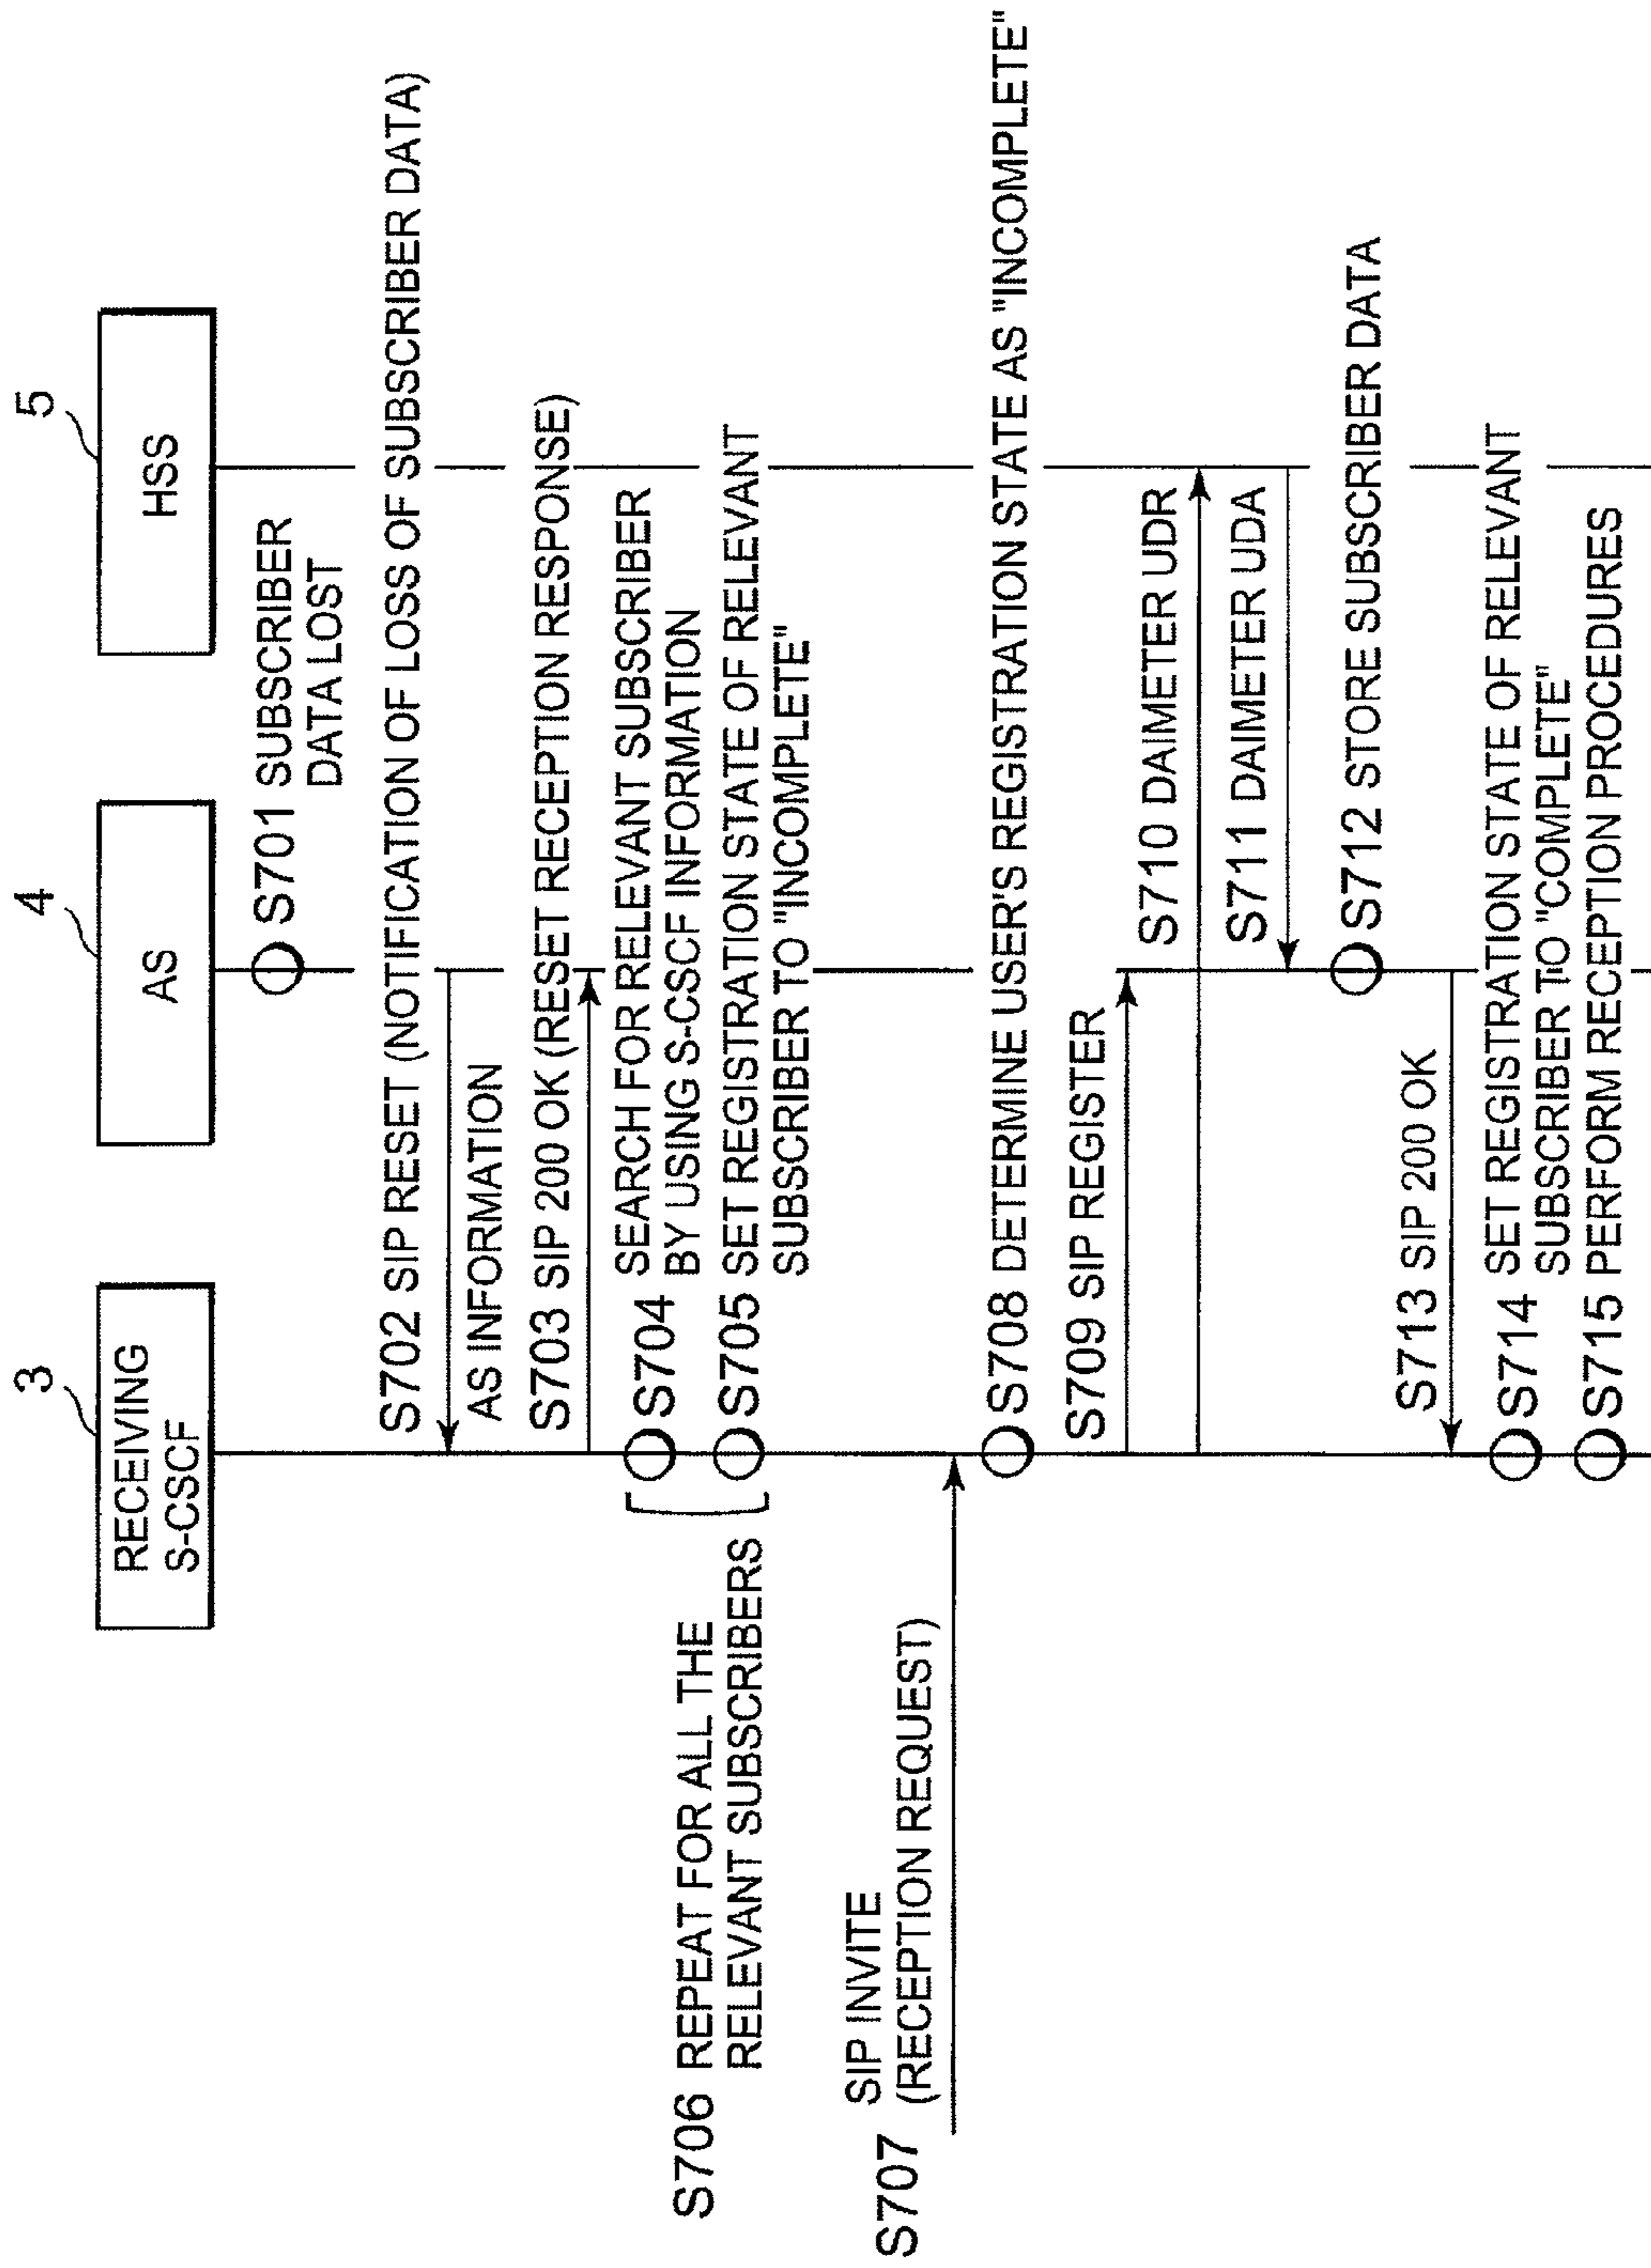 3
RECEIVING
S-CSCF
4
AS
5
HSS
S701 SUBSCRIBER
DATA LOST
S702 SIP RESET (NOTIFICATION OF LOSS OF SUBSCRIBER DATA)
AS INFORMATION
S703 SIP 200 OK (RESET RECEPTION RESPONSE)
S704 SEARCH FOR RELEVANT SUBSCRIBER
BY USING S-CSCF INFORMATION
S705 SET REGISTRATION STATE OF RELEVANT
SUBSCRIBER TO "INCOMPLETE"
S706 REPEAT FOR ALL THE
RELEVANT SUBSCRIBERS
S707 SIP INVITE
(RECEPTION REQUEST)
S708 DETERMINE USER'S REGISTRATION STATE AS "INCOMPLETE"
S709 SIP REGISTER
S710 DAIMETER UDR
S711 DAIMETER UDA
S712 STORE SUBSCRIBER DATA
S713 SIP 200 OK
S714 SET REGISTRATION STATE OF RELEVANT
SUBSCRIBER TO "COMPLETE"
S715 PERFORM RECEPTION PROCEDURES